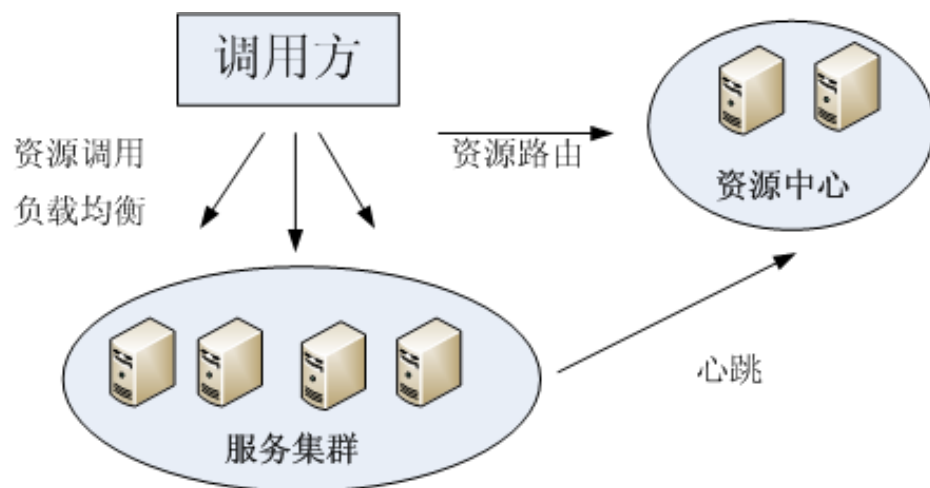 调用方
资源调用
负载均衡
资源路由
资源中心
心跳
服务集群